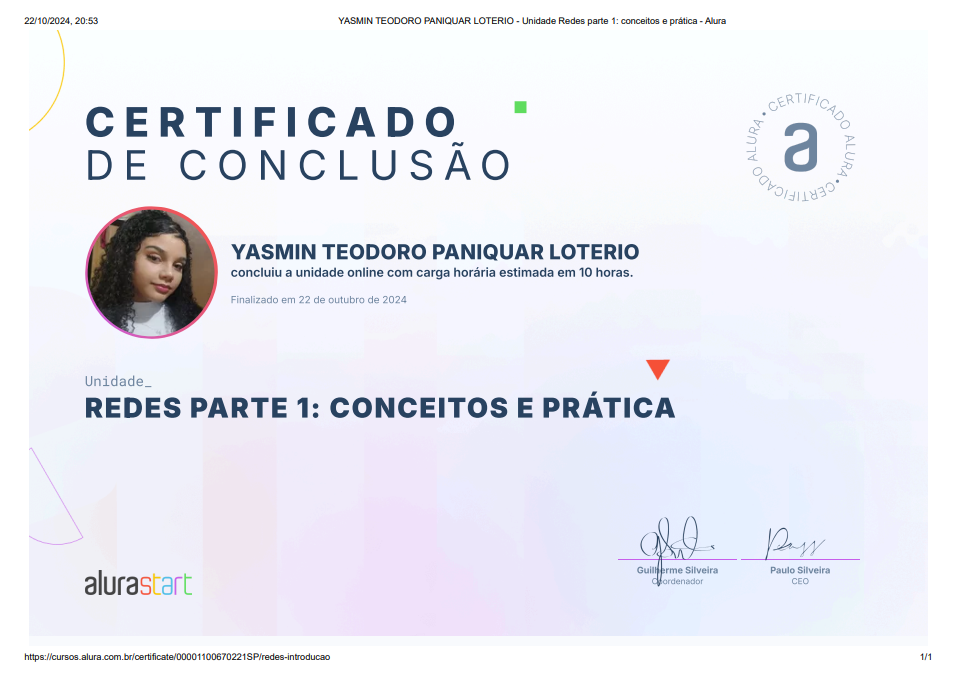 22/10/2024, 20:53
YASMIN TEODORO PANIQUAR LOTERIO - Unidade Redes parte 1: conceitos e prática - Alura
CERTIFICADO
DE CONCLUSÃO
CERTIFICADO ALURA • CERTIFICADO ALURA •
a
YASMIN TEODORO PANIQUAR LOTERIO
concluiu a unidade online com carga horária estimada em 10 horas.
Finalizado em 22 de outubro de 2024
Unidade_
REDES PARTE 1: CONCEITOS E PRÁTICA
alurastart
Guilherme Silveira
Coordenador
Paulo Silveira
CEO
https://cursos.alura.com.br/certificate/00001100670221SP/redes-introducao
1/1